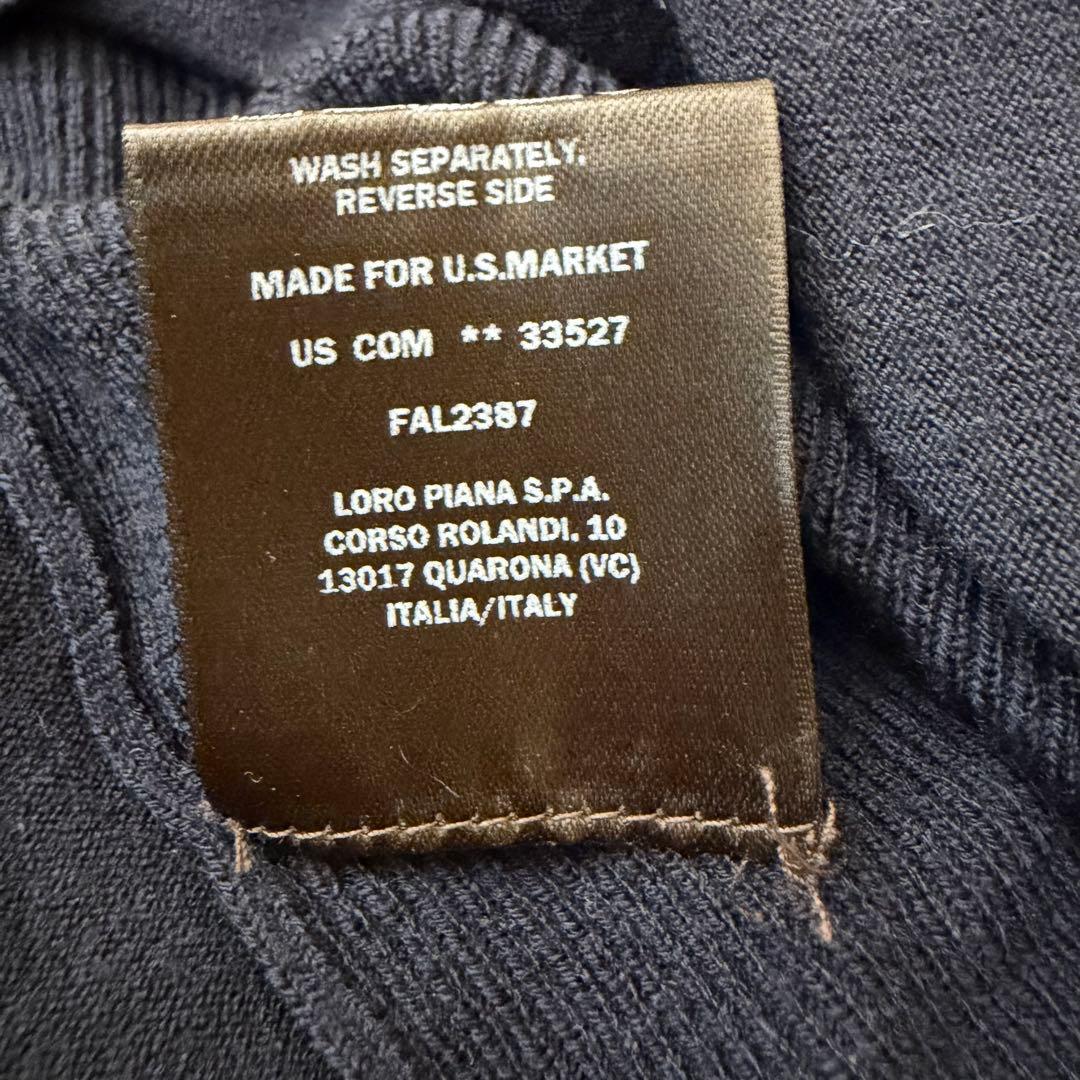 WASH SEPARATELY.
REVERSE SIDE
MADE FOR U.S.MARKET
US COM ** 33527
FAL2387
LORO PIANA S.P.A.
CORSO ROLANDI, 10
13017 QUARONA (VC)
ITALIA/ITALY